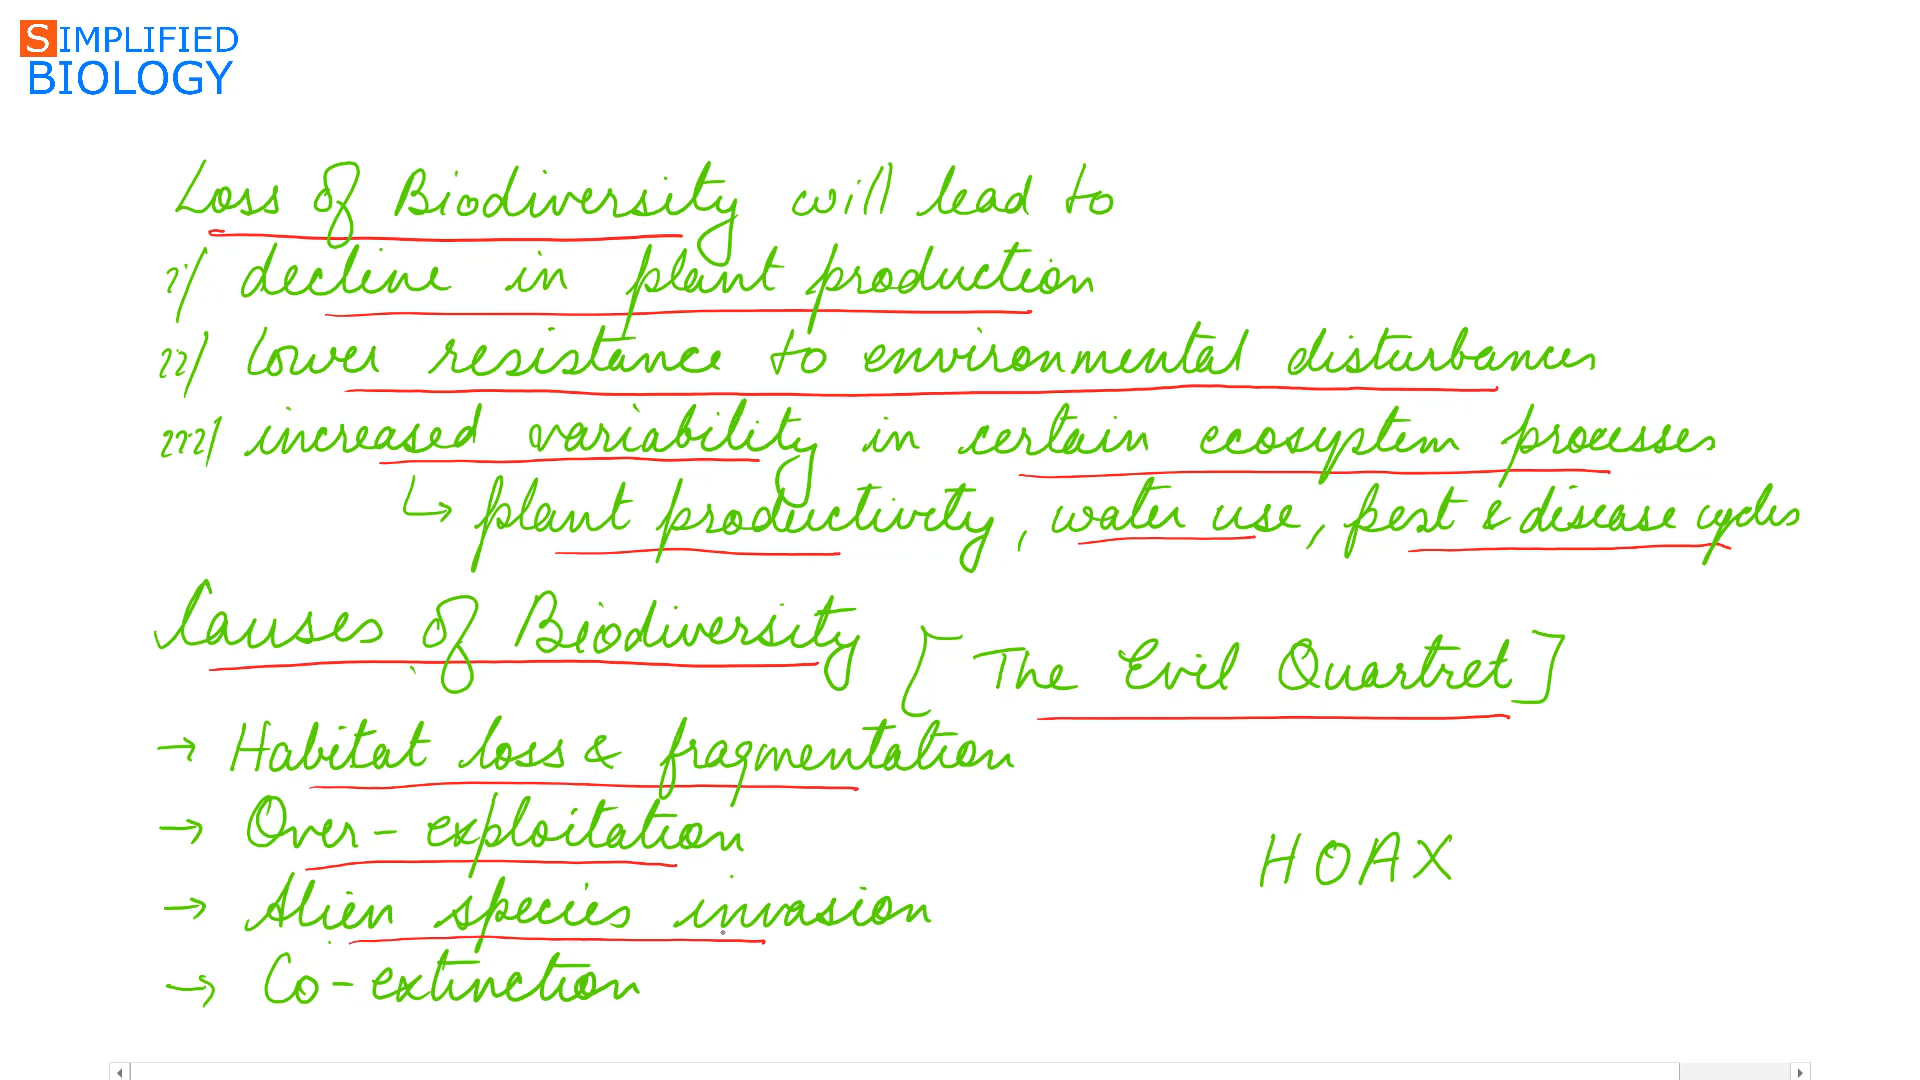 SIMPLIFIED
BIOLOGY
Loss of Biodiversity will lead to
i) decline in plant production
ii) lower resistance to environmental disturbances
iii) increased variability in certain ecosystem processes
↳ plant productivity, water use, pest & disease cycles
Causes of Biodiversity [The Evil Quartret]
→ Habitat loss & fragmentation
→ Over-exploitation
HOAX
→ Alien species invasion
→ Co-extinction